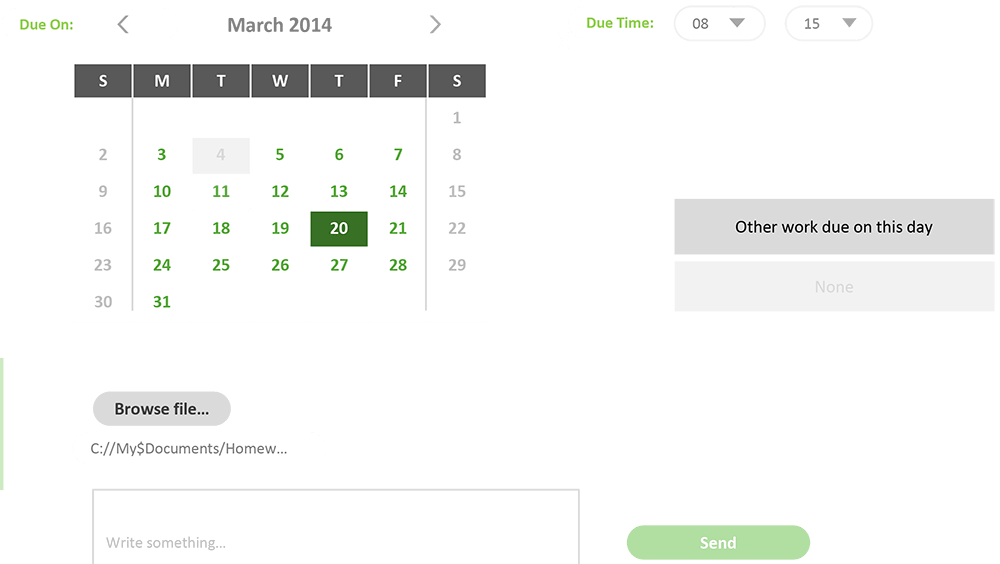 Due On:
March 2014
Due Time:
08
15
S M T W T F S
1
2 3 4 5 6 7 8
9 10 11 12 13 14 15
16 17 18 19 20 21 22
23 24 25 26 27 28 29
30 31
Other work due on this day
None
Browse file...
C://My$Documents/Homew...
Write something...
Send